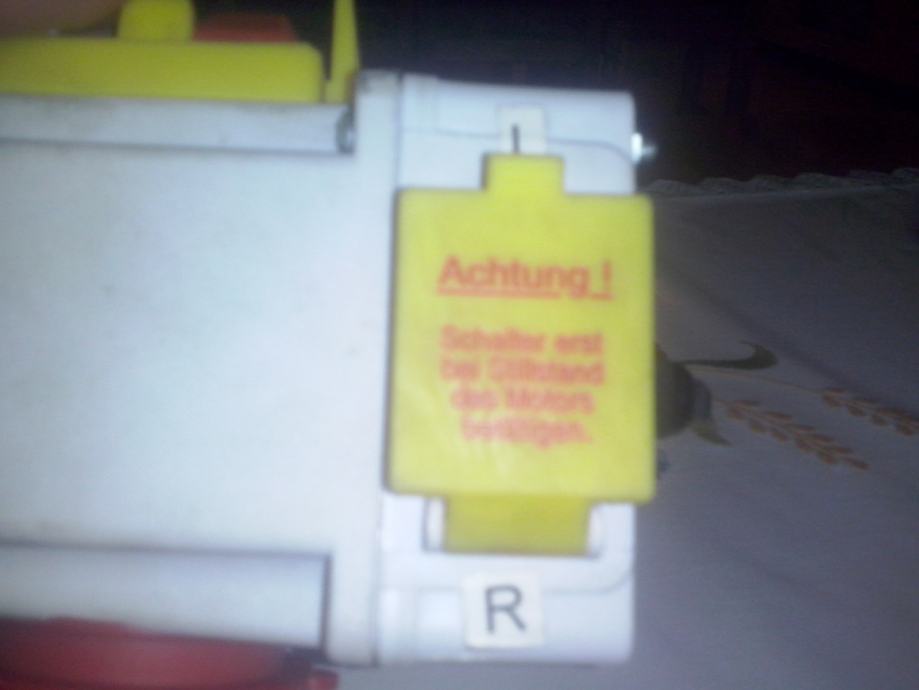 I
Achtung !
Schalter erst
bei Stillstand
des Motors
betätigen.
R